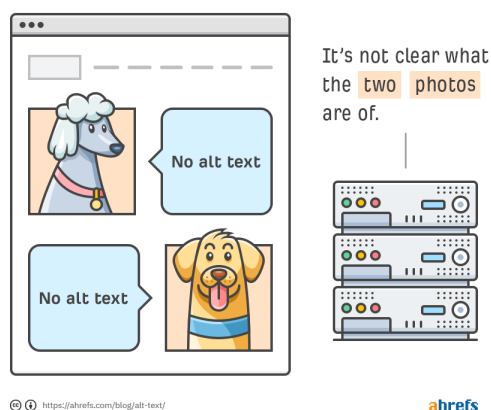 It's not clear what
the two photos
are of.
No alt text
No alt text
https://ahrefs.com/blog/alt-text/
ahrefs